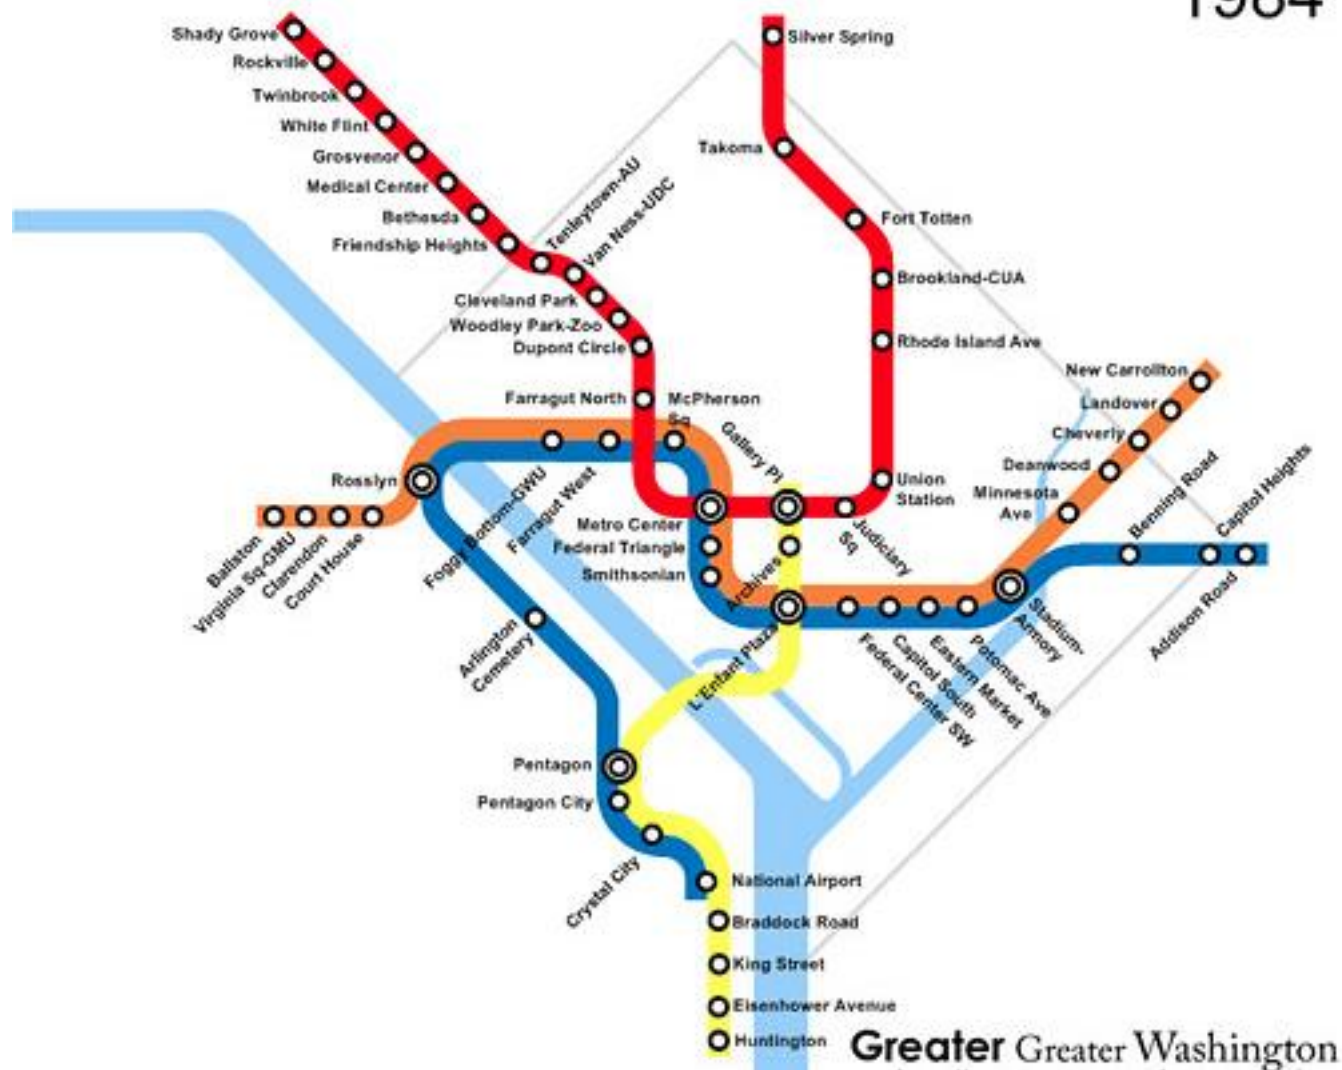 1984
Shady Grove
Rockville
Twinbrook
White Flint
Grosvenor
Medical Center
Bethesda
Friendship Heights
Tenleytown-AU
Van Ness-UDC
Cleveland Park
Woodley Park-Zoo
Dupont Circle
Farragut North
McPherson
Sq
Gallery Pl
Silver Spring
Takoma
Fort Totten
Brookland-CUA
Rhode Island Ave
Union
Station
Judiciary
Sq
New Carrollton
Landover
Cheverly
Deanwood
Minnesota
Ave
Benning Road
Capitol Heights
Addison Road
Rosslyn
Ballston
Virginia Sq-GMU
Clarendon
Court House
Foggy Bottom-GWU
Farragut West
Metro Center
Federal Triangle
Smithsonian
Archives
L'Enfant Plaza
Federal Center SW
Capitol South
Eastern Market
Potomac Ave
Stadium-
Armory
Arlington
Cemetery
Pentagon
Pentagon City
Crystal City
National Airport
Braddock Road
King Street
Eisenhower Avenue
Huntington
Greater Greater Washington